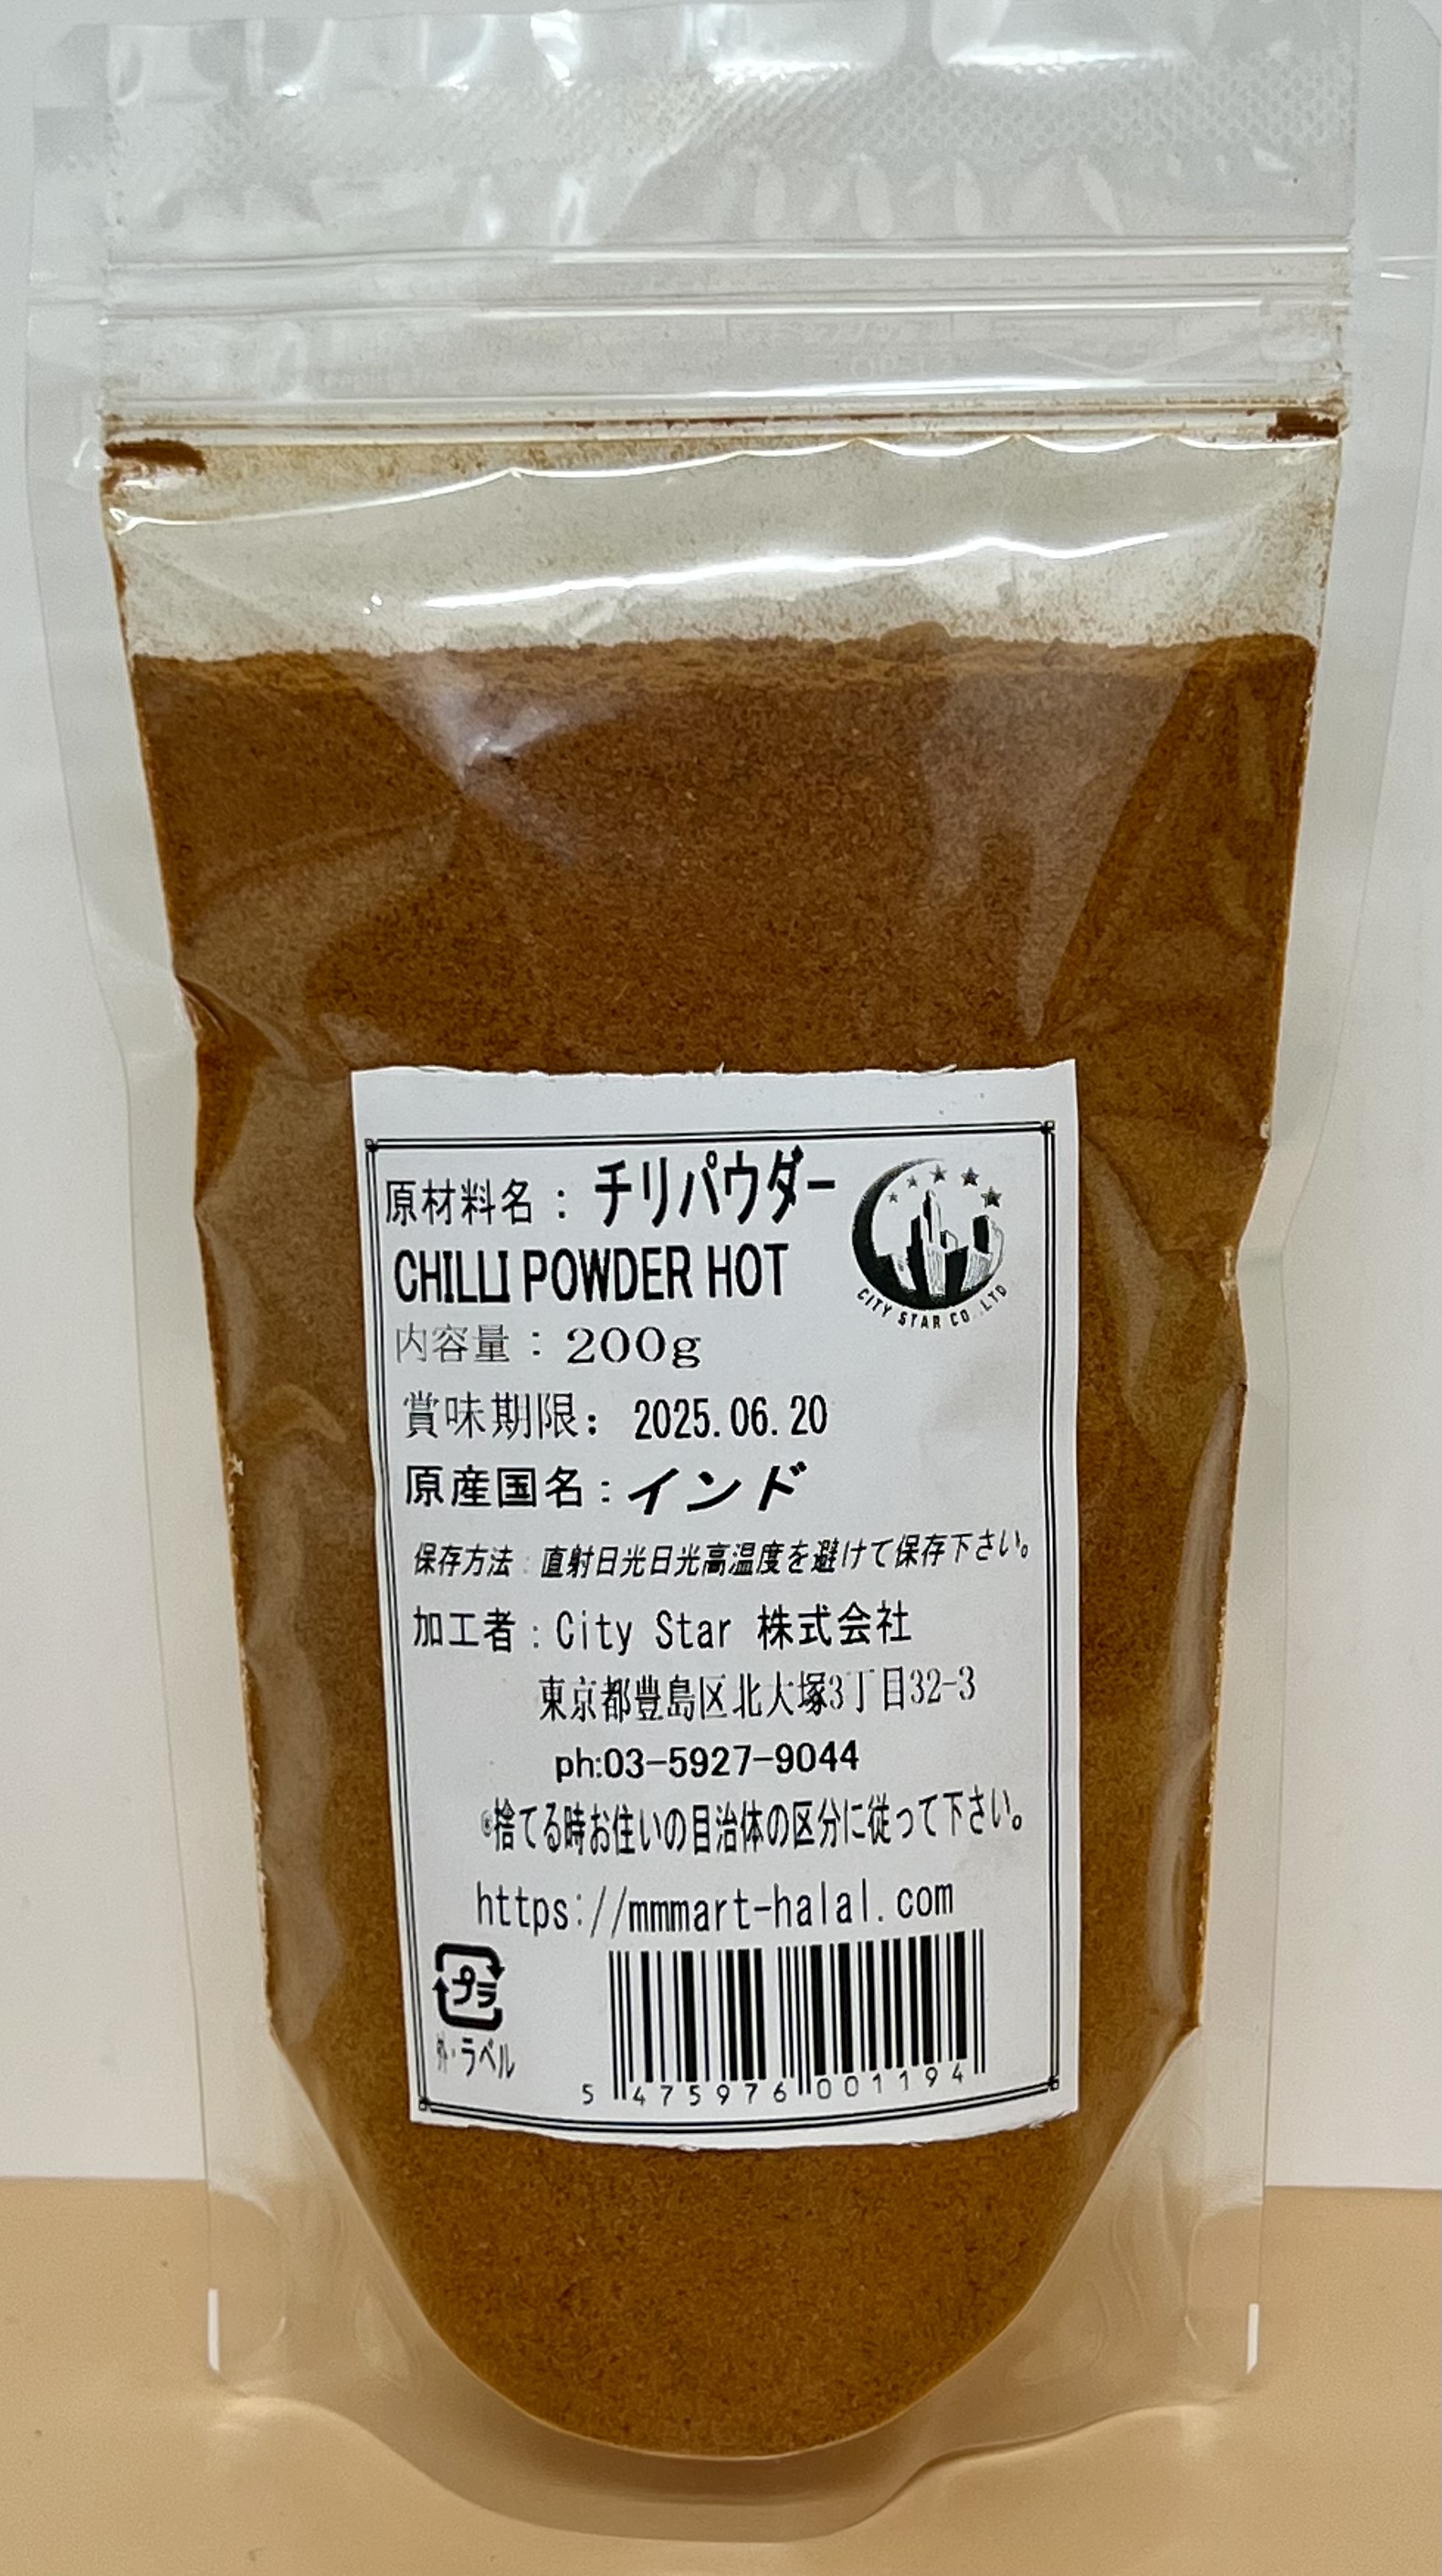 原材料名：チリパウダー
CHILLI POWDER HOT
CITY STAR CO.,LTD
内容量：200g
賞味期限：2025.06.20
原産国名：インド
保存方法：直射日光日光高温度を避けて保存下さい。
加工者：City Star 株式会社
東京都豊島区北大塚3丁目32-3
ph:03-5927-9044
捨てる時お住いの目治体の区分に従って下さい。
https://mmmart-halal.com
プラ
外・ラベル
5 475976 001194